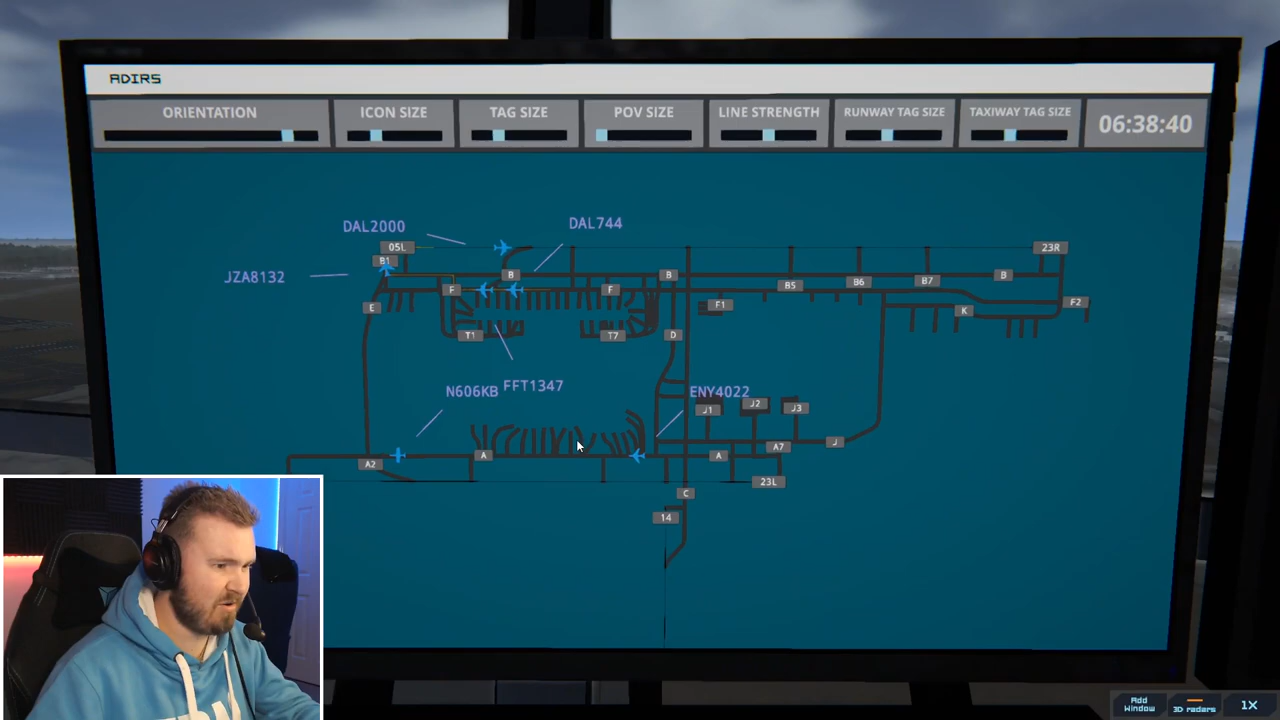 ADIRS
ORIENTATION
ICON SIZE
TAG SIZE
POV SIZE
LINE STRENGTH
RUNWAY TAG SIZE
TAXIWAY TAG SIZE
06:38:40
DAL2000
DAL744
05L
23R
B1
JZA8132
B
B
B
F
F
B5
B6
B7
E
F1
K
F2
T1
T7
D
N606KB
FFT1347
ENY4022
J1
J2
J3
A2
A
A
A7
J
23L
C
14
Add
Window
3D radars
1X